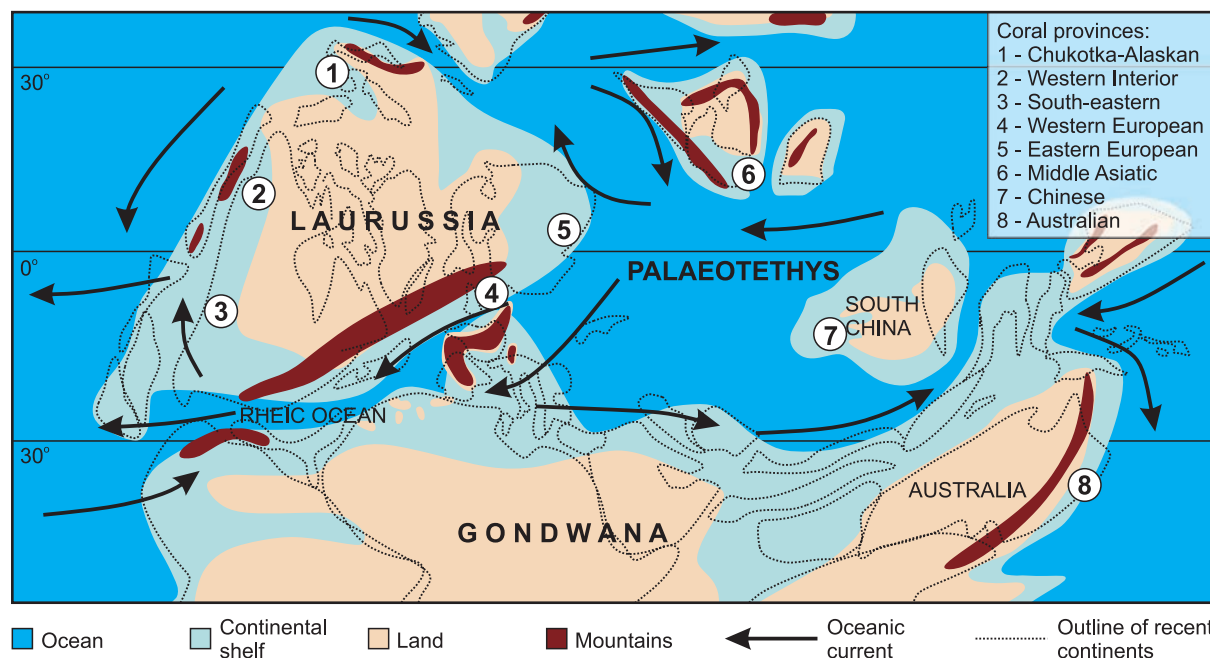 Coral provinces:
1 - Chukotka-Alaskan
2 - Western Interior
3 - South-eastern
4 - Western European
5 - Eastern European
6 - Middle Asiatic
7 - Chinese
8 - Australian
30°
1
2
6
LAURUSSIA
5
0°
PALAEOTETHYS
4
3
SOUTH
CHINA
7
RHEIC OCEAN
30°
AUSTRALIA
8
GONDWANA
Ocean
Continental
shelf
Land
Mountains
Oceanic
current
Outline of recent
continents